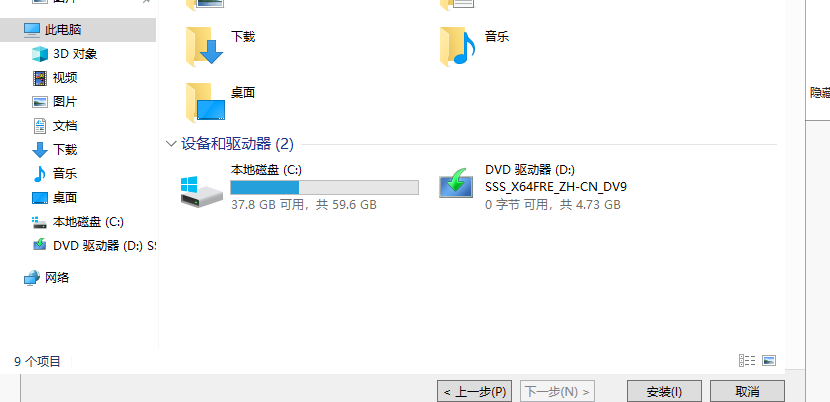 图片
此电脑
3D 对象
视频
图片
文档
下载
音乐
桌面
本地磁盘 (C:)
DVD 驱动器 (D:) SS
网络
下载
音乐
桌面
设备和驱动器 (2)
本地磁盘 (C:)
37.8 GB 可用，共 59.6 GB
DVD 驱动器 (D:)
SSS_X64FRE_ZH-CN_DV9
0 字节 可用，共 4.73 GB
隐藏
9 个项目
< 上一步(P)
下一步(N) >
安装(I)
取消